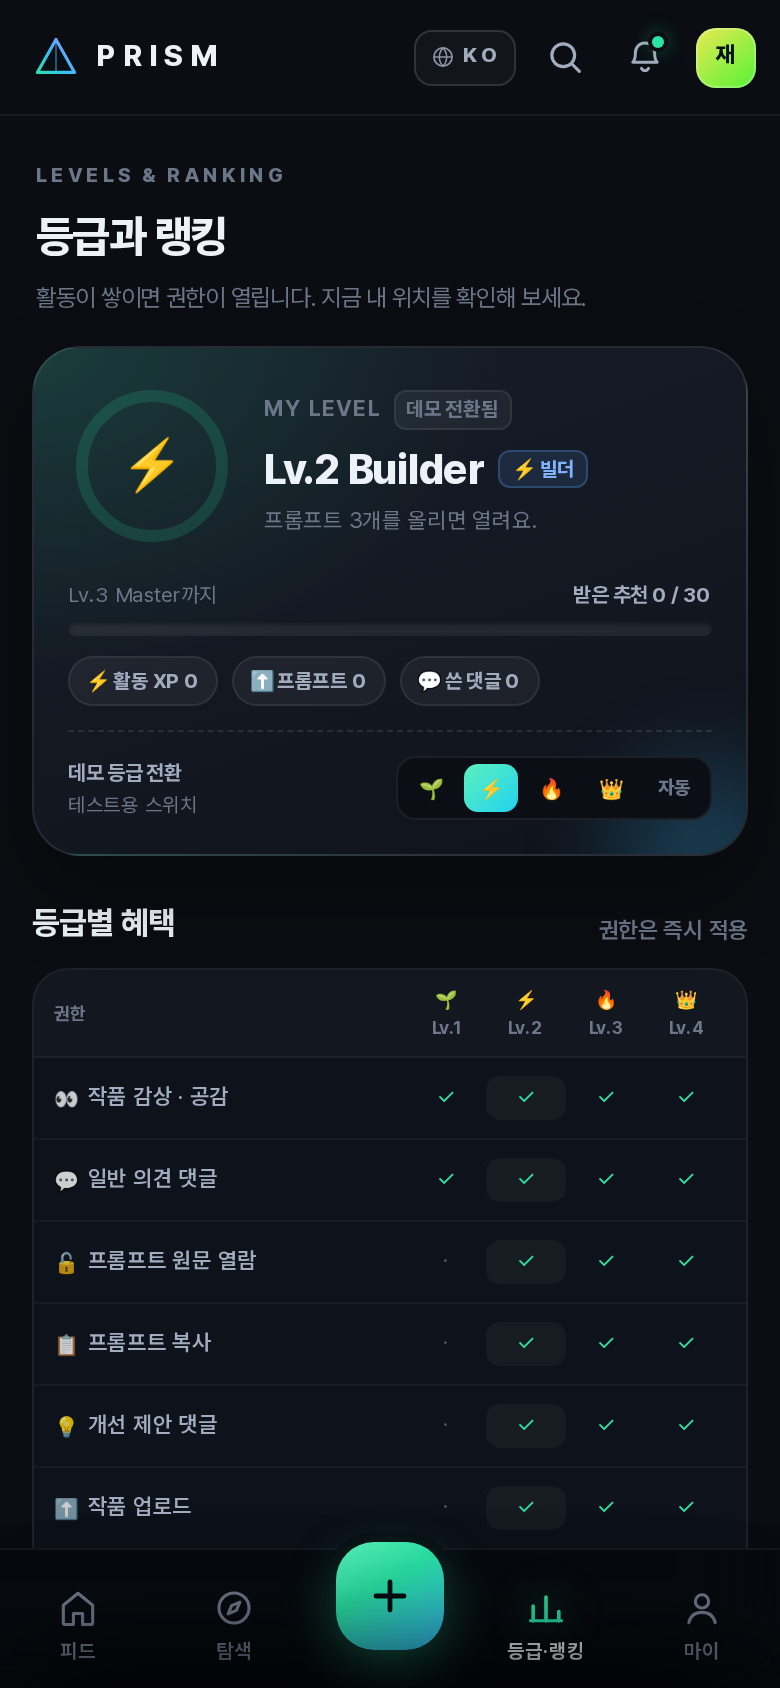 PRISM
KO
재
LEVELS & RANKING
등급과 랭킹
활동이 쌓이면 권한이 열립니다. 지금 내 위치를 확인해 보세요.
MY LEVEL 데모 전환됨
Lv.2 Builder ⚡ 빌더
프롬프트 3개를 올리면 열려요.
Lv.3 Master까지 받은 추천 0 / 30
⚡ 활동 XP 0 ⬆️ 프롬프트 0 💬 쓴 댓글 0
데모 등급 전환
테스트용 스위치
🌱 ⚡ 🔥 👑 자동
등급별 혜택 권한은 즉시 적용
권한 🌱 Lv.1 ⚡ Lv.2 🔥 Lv.3 👑 Lv.4
👀 작품 감상 · 공감 ✓ ✓ ✓ ✓
💬 일반 의견 댓글 ✓ ✓ ✓ ✓
🔓 프롬프트 원문 열람 · ✓ ✓ ✓
📋 프롬프트 복사 · ✓ ✓ ✓
💡 개선 제안 댓글 · ✓ ✓ ✓
⬆️ 작품 업로드 · ✓ ✓ ✓
피드 탐색 + 등급·랭킹 마이